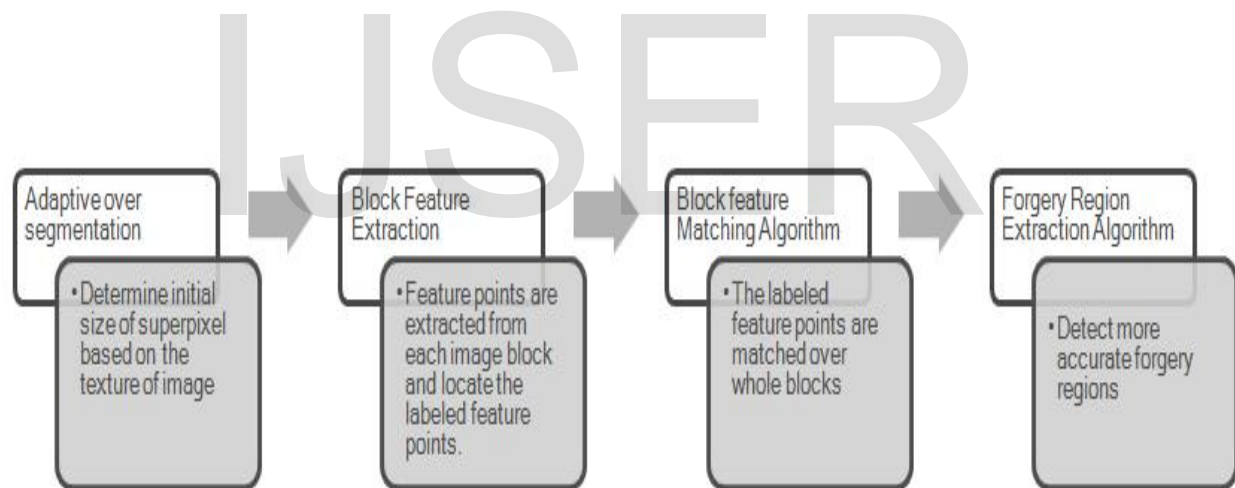 IJSER
Adaptive over
segmentation
• Determine initial
size of superpixel
based on the
texture of image
Block Feature
Extraction
• Feature points are
extracted from
each image block
and locate the
labeled feature
points.
Block feature
Matching Algorithm
• The labeled
feature points are
matched over
whole blocks
Forgery Region
Extraction Algorithm
• Detect more
accurate forgery
regions